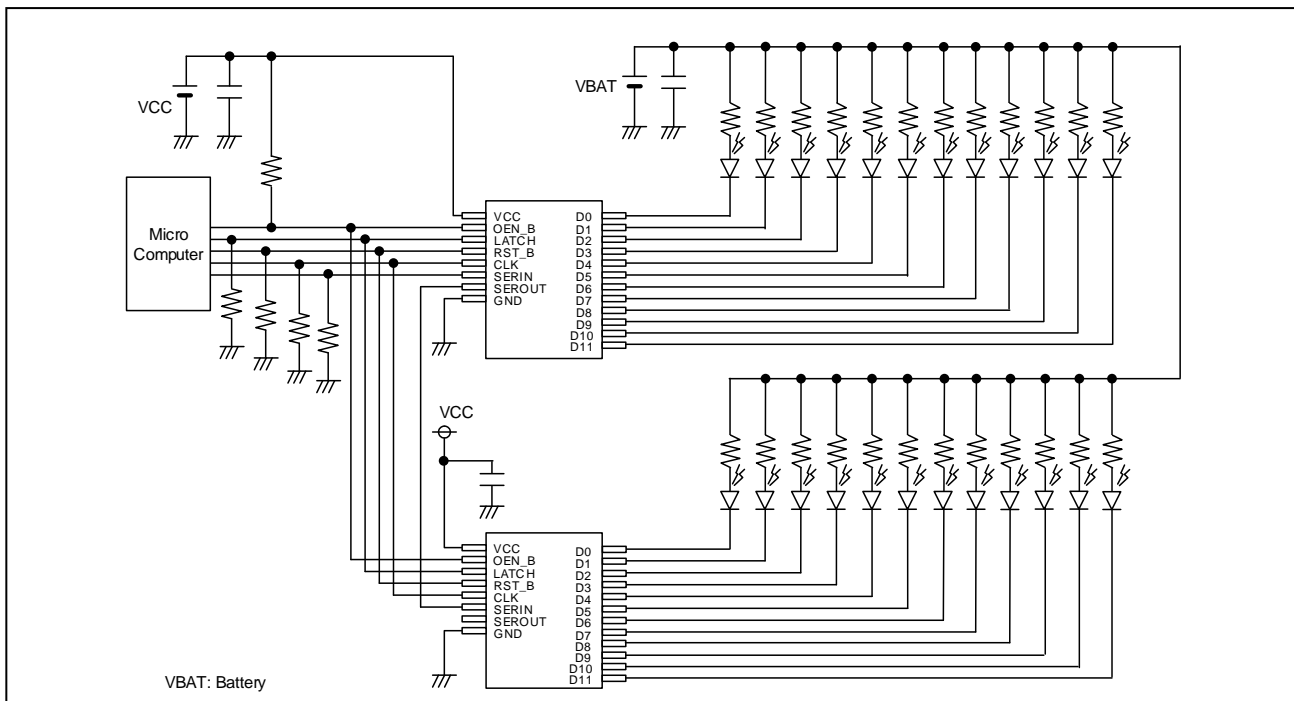 VCC
VBAT
Micro
Computer
VCC
OEN_B
LATCH
RST_B
CLK
SERIN
SEROUT
GND
D0
D1
D2
D3
D4
D5
D6
D7
D8
D9
D10
D11
VCC
VCC
OEN_B
LATCH
RST_B
CLK
SERIN
SEROUT
GND
D0
D1
D2
D3
D4
D5
D6
D7
D8
D9
D10
D11
VBAT: Battery